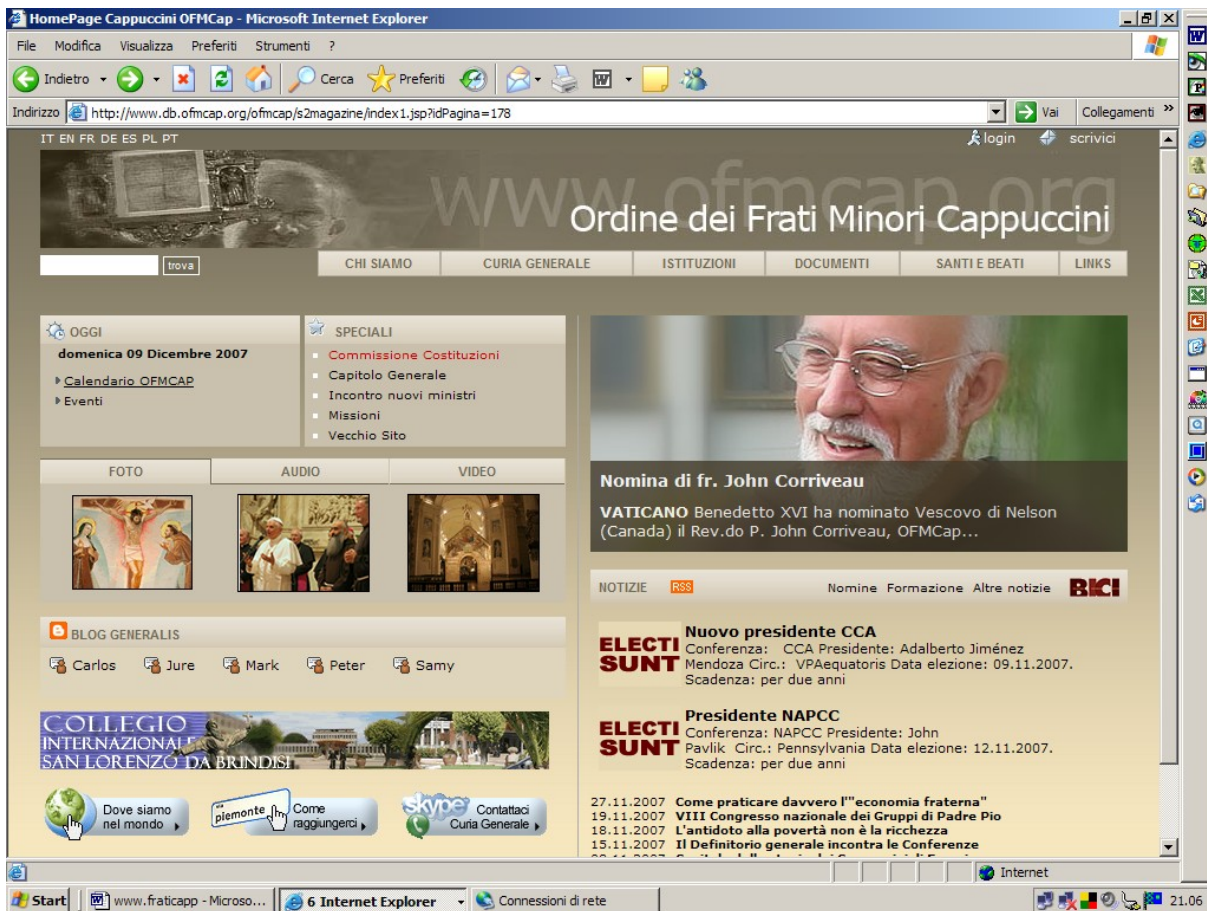 HomePage Cappuccini OFMCap - Microsoft Internet Explorer
File Modifica Visualizza Preferiti Strumenti ?
Indietro Cerca Preferiti
Indirizzo http://www.db.ofmcap.org/ofmcap/s2magazine/index1.jsp?idPagina=178 Vai Collegamenti »
IT EN FR DE ES PL PT login scrivici
www.ofmcap.org
Ordine dei Frati Minori Cappuccini
trova CHI SIAMO CURIA GENERALE ISTITUZIONI DOCUMENTI SANTI E BEATI LINKS
OGGI
domenica 09 Dicembre 2007
Calendario OFMCAP
Eventi
SPECIALI
Commissione Costituzioni
Capitolo Generale
Incontro nuovi ministri
Missioni
Vecchio Sito
FOTO AUDIO VIDEO
BLOG GENERALIS
Carlos Jure Mark Peter Samy
COLLEGIO
INTERNAZIONALE
SAN LORENZO DA BRINDISI
Dove siamo
nel mondo
via
piemonte
Come
raggiungerci
skype
Contattaci
Curia Generale
Nomina di fr. John Corriveau
VATICANO Benedetto XVI ha nominato Vescovo di Nelson
(Canada) il Rev.do P. John Corriveau, OFMCap...
NOTIZIE RSS Nomine Formazione Altre notizie BICI
ELECTI
SUNT
Nuovo presidente CCA
Conferenza: CCA Presidente: Adalberto Jiménez
Mendoza Circ.: VPAequatoris Data elezione: 09.11.2007.
Scadenza: per due anni
ELECTI
SUNT
Presidente NAPCC
Conferenza: NAPCC Presidente: John
Pavlik Circ.: Pennsylvania Data elezione: 12.11.2007.
Scadenza: per due anni
27.11.2007 Come praticare davvero l'"economia fraterna"
19.11.2007 VIII Congresso nazionale dei Gruppi di Padre Pio
18.11.2007 L'antidoto alla povertà non è la ricchezza
15.11.2007 Il Definitorio generale incontra le Conferenze
Internet
Start www.fraticapp - Microso... 6 Internet Explorer Connessioni di rete 21.06